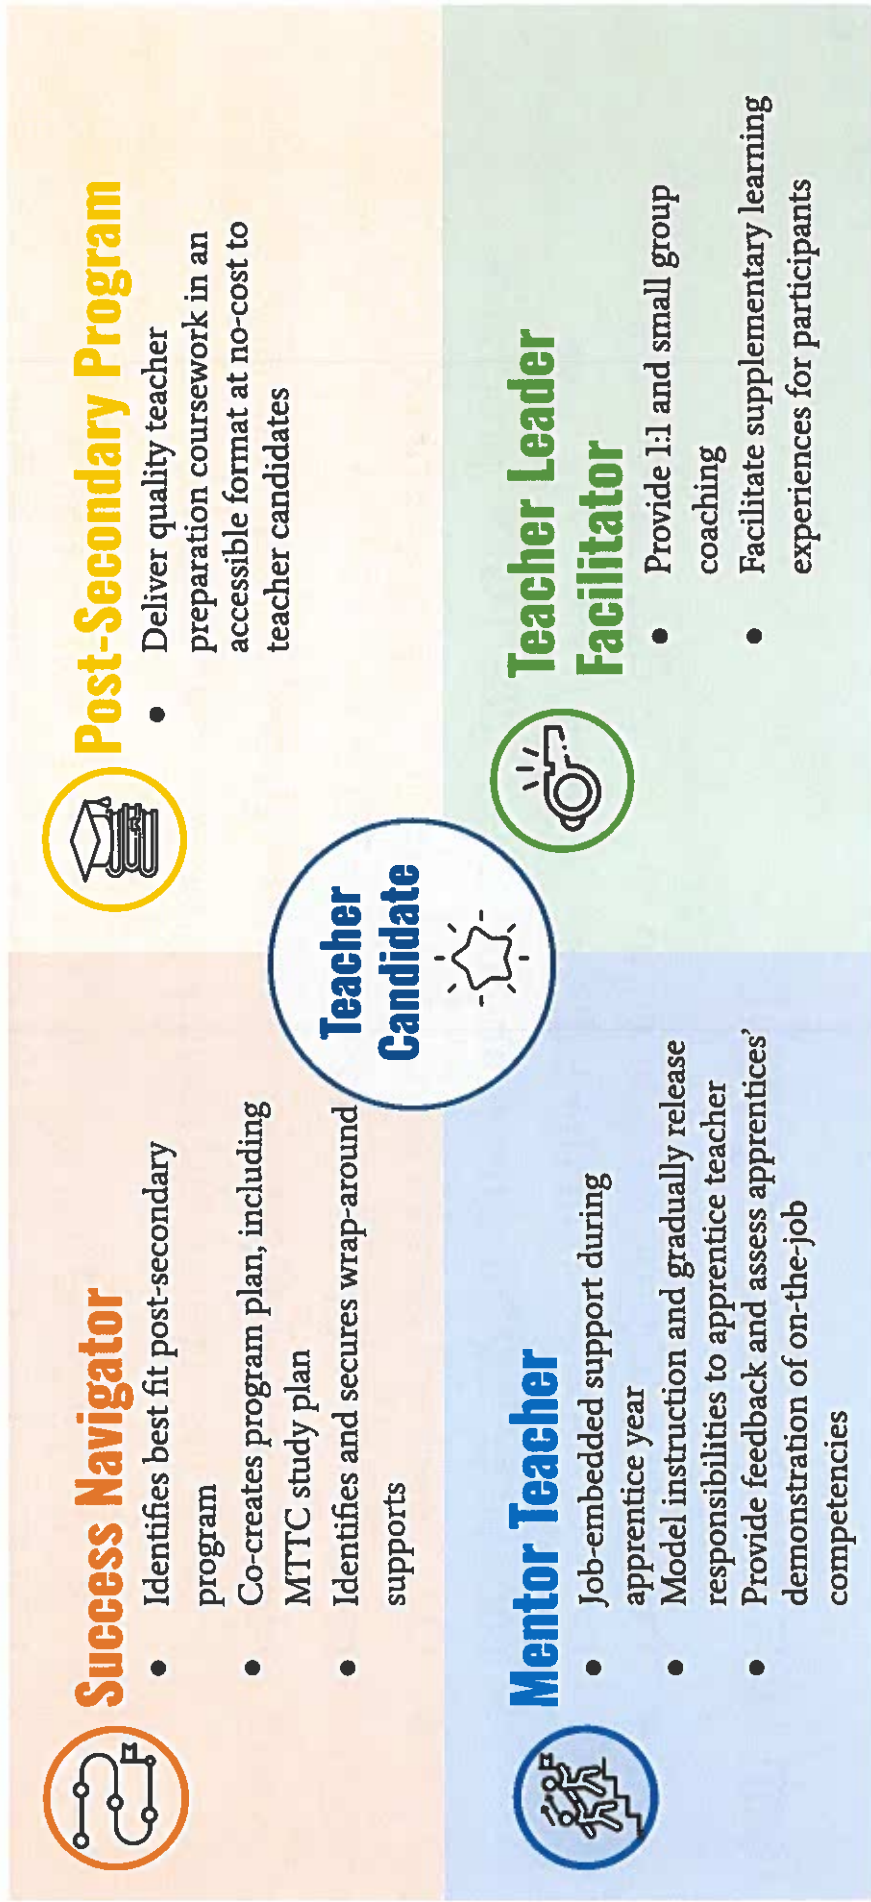 Success Navigator
• Identifies best fit post-secondary
program
• Co-creates program plan, including
MTTC study plan
• Identifies and secures wrap-around
supports
Post-Secondary Program
• Deliver quality teacher
preparation coursework in an
accessible format at no-cost to
teacher candidates
Teacher
Candidate
Mentor Teacher
• Job-embedded support during
apprentice year
• Model instruction and gradually release
responsibilities to apprentice teacher
• Provide feedback and assess apprentices’
demonstration of on-the-job
competencies
Teacher Leader
Facilitator
• Provide 1:1 and small group
coaching
• Facilitate supplementary learning
experiences for participants